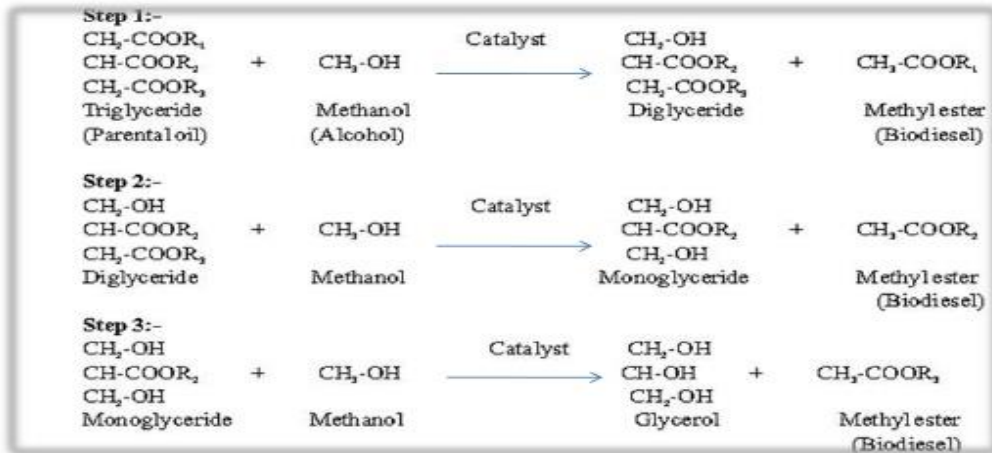 Step 1:-
CH₂-COOR₁ Catalyst CH₂-OH
CH-COOR₂ + CH₃-OH CH-COOR₂ + CH₃-COOR₁
CH₂-COOR₃ CH₂-COOR₃
Triglyceride Methanol Diglyceride Methyl ester
(Parental oil) (Alcohol) (Biodiesel)
Step 2:-
CH₂-OH Catalyst CH₂-OH
CH-COOR₂ + CH₃-OH CH-COOR₂ + CH₃-COOR₂
CH₂-COOR₃ CH₂-OH
Diglyceride Methanol Monoglyceride Methyl ester
(Biodiesel)
Step 3:-
CH₂-OH Catalyst CH₂-OH
CH-COOR₂ + CH₃-OH CH-OH + CH₃-COOR₃
CH₂-OH CH₂-OH
Monoglyceride Methanol Glycerol Methyl ester
(Biodiesel)